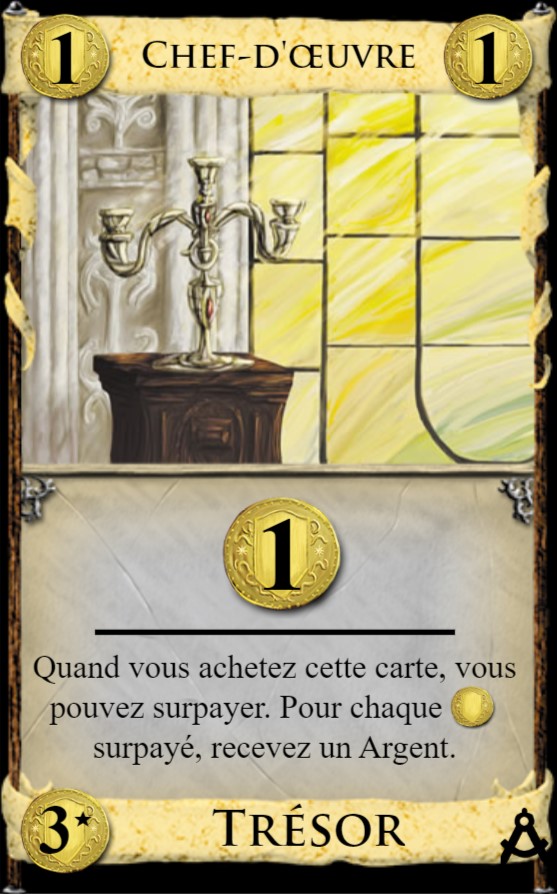 1 CHEF-D'ŒUVRE 1
1
Quand vous achetez cette carte, vous
pouvez surpayer. Pour chaque
surpayé, recevez un Argent.
3* TRÉSOR